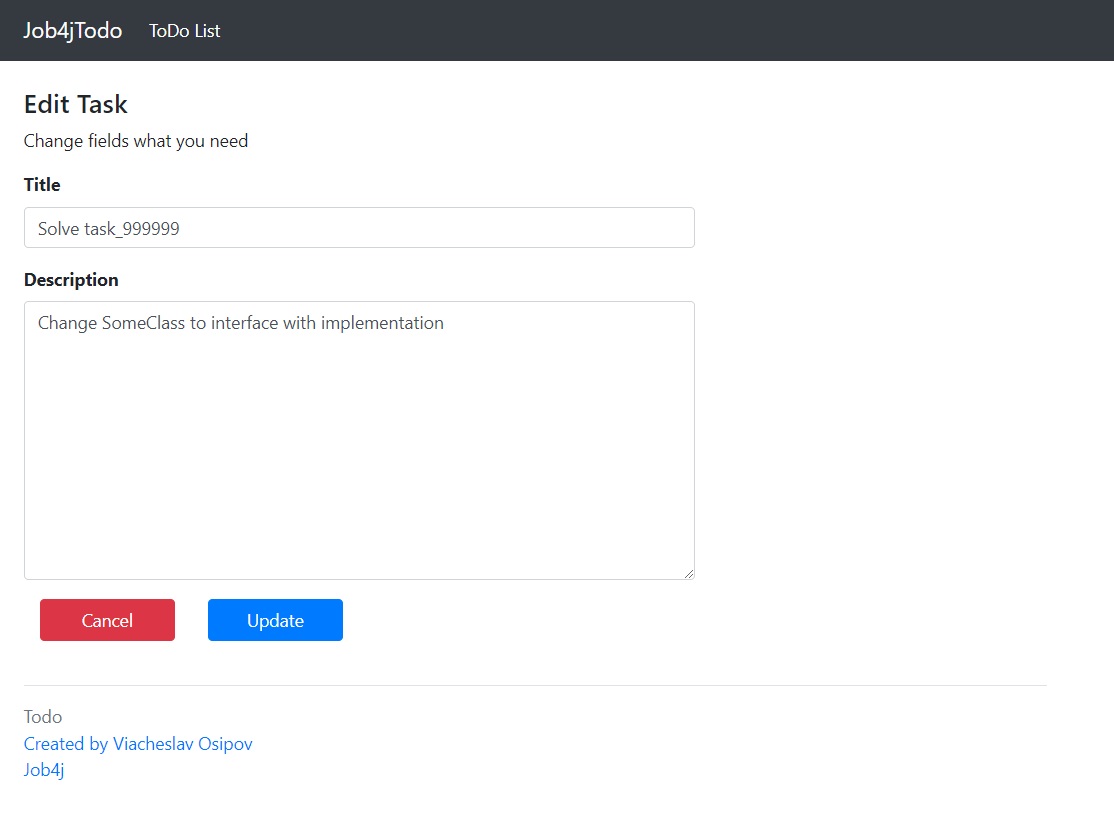 Job4jTodo ToDo List
Edit Task
Change fields what you need
Title
Solve task_999999
Description
Change SomeClass to interface with implementation
Cancel Update
Todo
Created by Viacheslav Osipov
Job4j